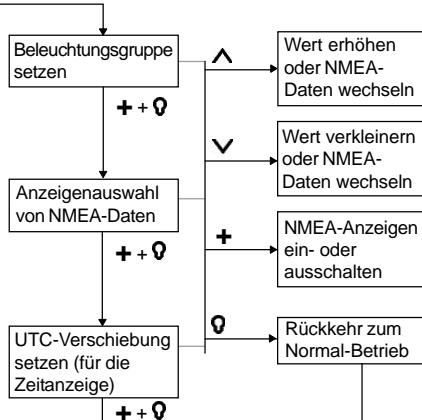 Beleuchtungsgruppe
setzen
+ +
Anzeigenauswahl
von NMEA-Daten
+ +
UTC-Verschiebung
setzen (für die
Zeitanzeige)
+ +
Wert erhöhen
oder NMEA-
Daten wechseln
Wert verkleinern
oder NMEA-
Daten wechseln
+
NMEA-Anzeigen
ein- oder
ausschalten
Rückkehr zum
Normal-Betrieb